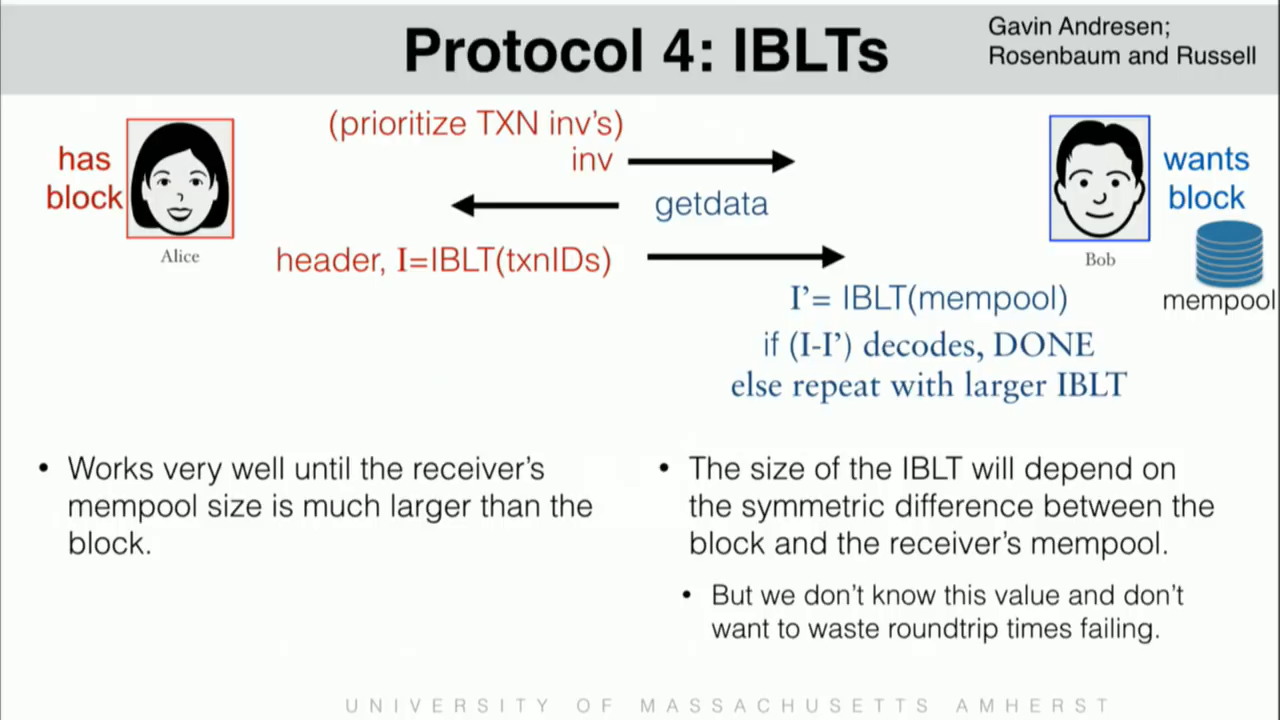 Protocol 4: IBLTs
Gavin Andresen;
Rosenbaum and Russell
(prioritize TXN inv's)
has
block
inv
wants
block
getdata
Alice
header, I=IBLT(txnIDs)
Bob
mempool
I’= IBLT(mempool)
if (I-I’) decodes, DONE
else repeat with larger IBLT
• Works very well until the receiver's
mempool size is much larger than the
block.
• The size of the IBLT will depend on
the symmetric difference between the
block and the receiver's mempool.
• But we don't know this value and don't
want to waste roundtrip times failing.
UNIVERSITY OF MASSACHUSETTS AMHERST